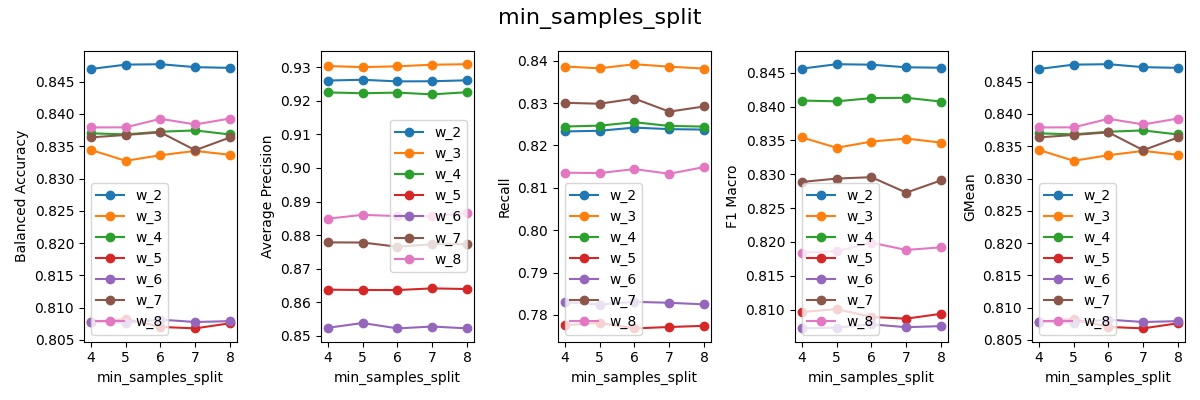 min_samples_split
Balanced Accuracy
0.845
0.840
0.835
0.830
0.825
0.820
0.815
0.810
0.805
w_2
w_3
w_4
w_5
w_6
w_7
w_8
4 5 6 7 8
min_samples_split
Average Precision
0.93
0.92
0.91
0.90
0.89
0.88
0.87
0.86
0.85
w_2
w_3
w_4
w_5
w_6
w_7
w_8
4 5 6 7 8
min_samples_split
Recall
0.84
0.83
0.82
0.81
0.80
0.79
0.78
w_2
w_3
w_4
w_5
w_6
w_7
w_8
4 5 6 7 8
min_samples_split
F1 Macro
0.845
0.840
0.835
0.830
0.825
0.820
0.815
0.810
w_2
w_3
w_4
w_5
w_6
w_7
w_8
4 5 6 7 8
min_samples_split
GMean
0.845
0.840
0.835
0.830
0.825
0.820
0.815
0.810
0.805
w_2
w_3
w_4
w_5
w_6
w_7
w_8
4 5 6 7 8
min_samples_split